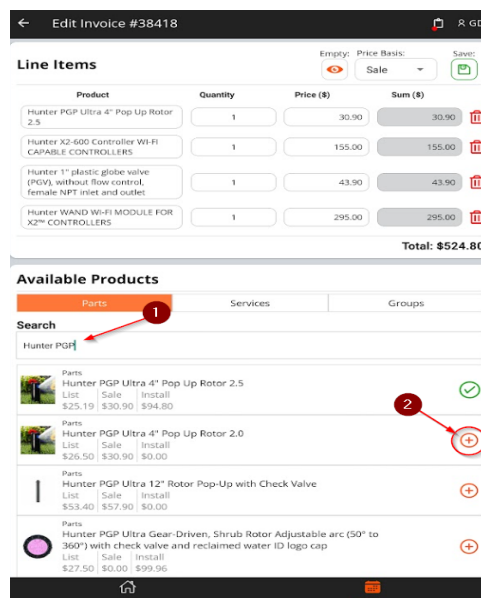 Edit Invoice #38418
GD
Line Items
Empty:
Price Basis:
Save:
Sale
Product
Quantity
Price ($)
Sum ($)
Hunter PGP Ultra 4" Pop Up Rotor
2.5
1
30.90
30.90
Hunter X2-600 Controller WI-FI
CAPABLE CONTROLLERS
1
155.00
155.00
Hunter 1" plastic globe valve
(PGV), without flow control,
female NPT inlet and outlet
1
43.90
43.90
Hunter WAND WI-FI MODULE FOR
X2™ CONTROLLERS
1
295.00
295.00
Total: $524.80
Available Products
Parts
Services
Groups
1
Search
Hunter PGP
Parts
Hunter PGP Ultra 4" Pop Up Rotor 2.5
List Sale Install
$25.19 $30.90 $94.80
2
Parts
Hunter PGP Ultra 4" Pop Up Rotor 2.0
List Sale Install
$26.50 $30.90 $0.00
Parts
Hunter PGP Ultra 12" Rotor Pop-Up with Check Valve
List Sale Install
$53.40 $57.90 $0.00
Parts
Hunter PGP Ultra Gear-Driven, Shrub Rotor Adjustable arc (50° to
360°) with check valve and reclaimed water ID logo cap
List Sale Install
$27.50 $0.00 $99.96